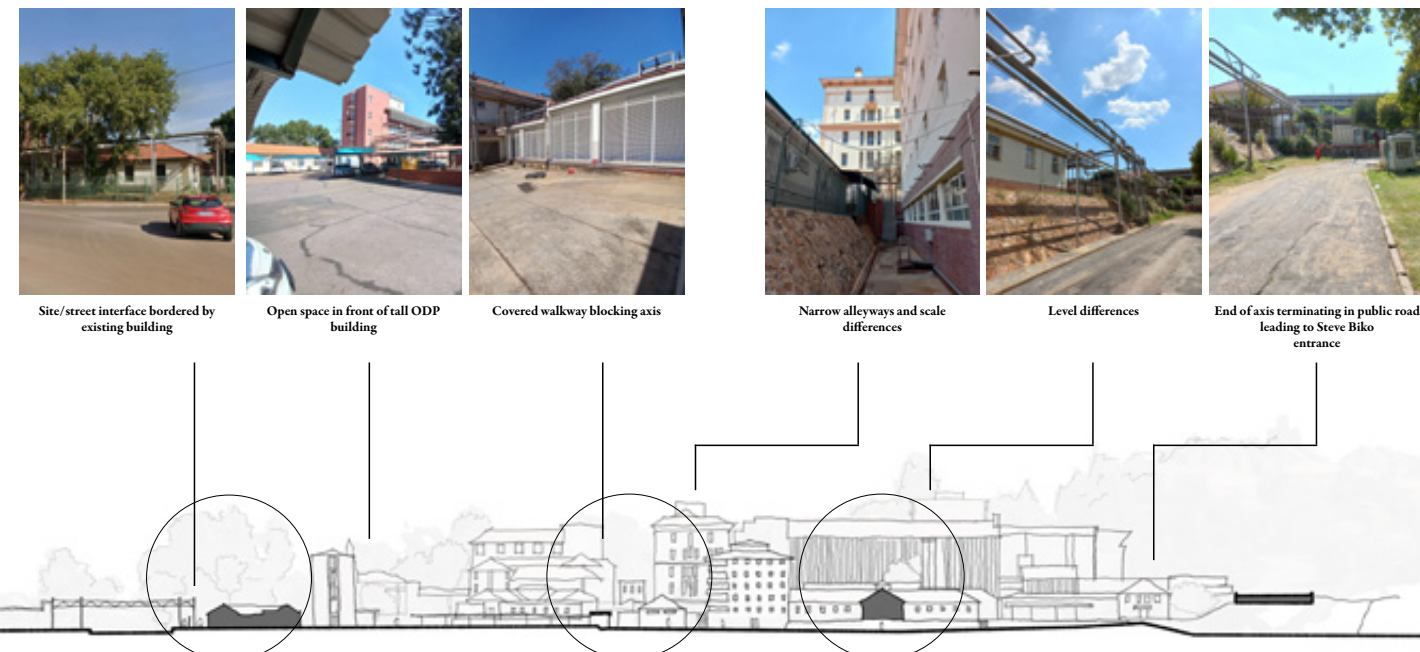 Site/street interface bordered by
existing building
Open space in front of tall ODP
building
Covered walkway blocking axis
Narrow alleyways and scale
differences
Level differences
End of axis terminating in public road
leading to Steve Biko
entrance